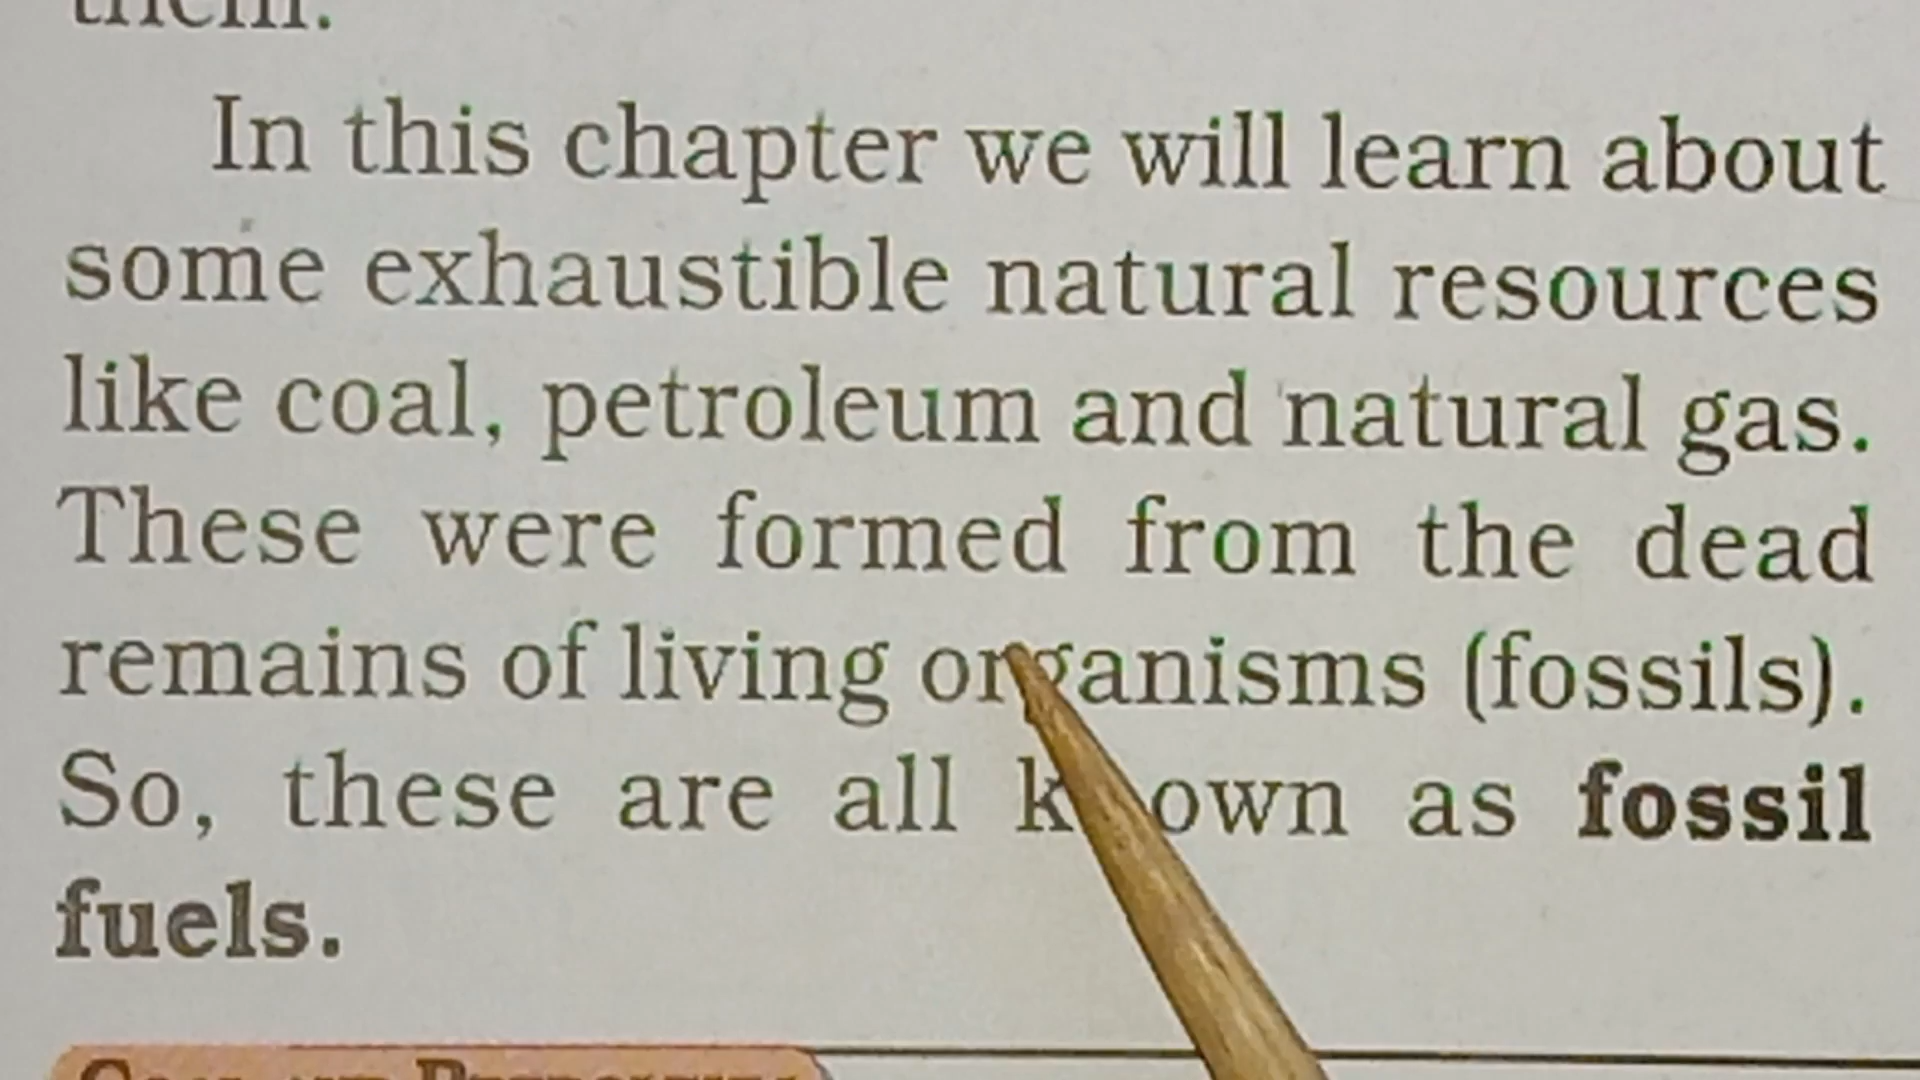 them.
In this chapter we will learn about
some exhaustible natural resources
like coal, petroleum and natural gas.
These were formed from the dead
remains of living organisms (fossils).
So, these are all known as fossil
fuels.